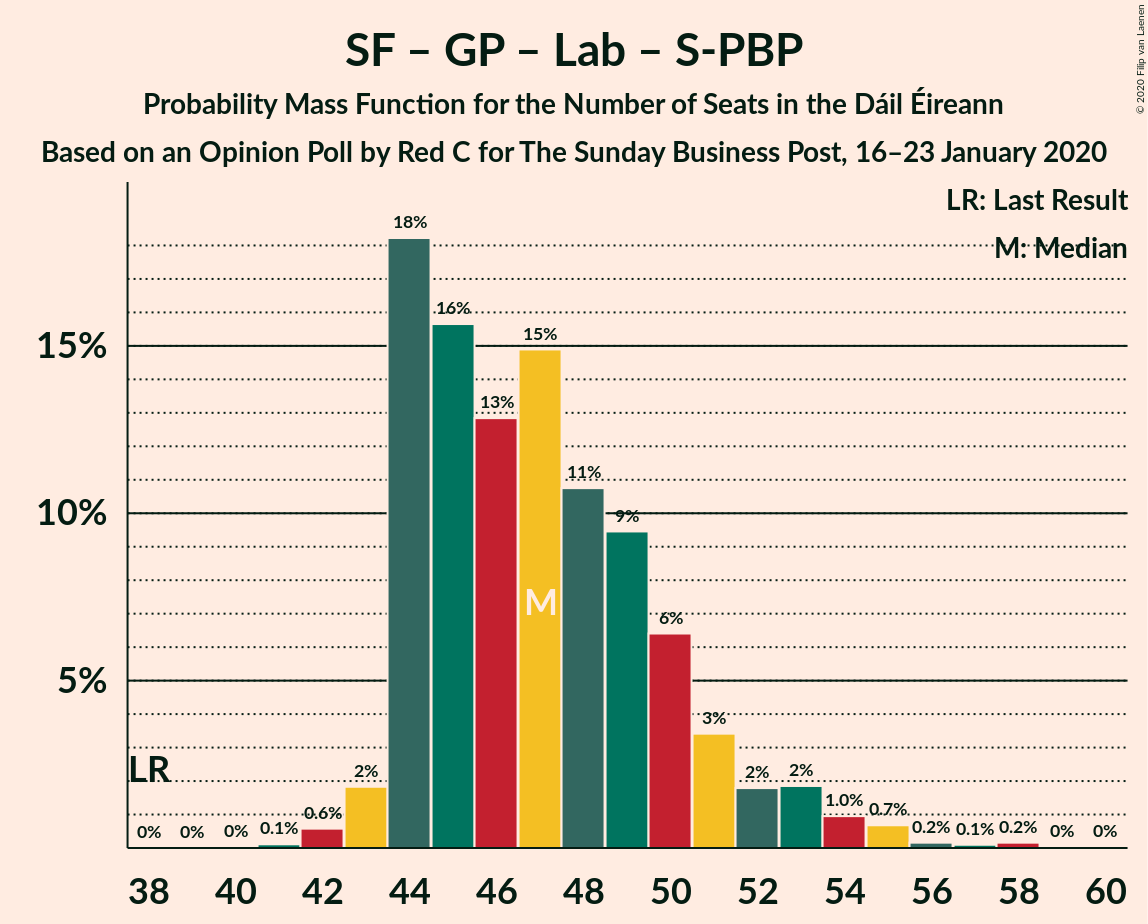 SF – GP – Lab – S-PBP
Probability Mass Function for the Number of Seats in the Dáil Éireann
Based on an Opinion Poll by Red C for The Sunday Business Post, 16–23 January 2020
© 2020 Filip van Laenen
LR: Last Result
M: Median
15%
10%
5%
LR
0%
0%
0%
0.1%
0.6%
2%
18%
16%
13%
15%
11%
9%
6%
3%
2%
2%
1.0%
0.7%
0.2%
0.1%
0.2%
0%
0%
M
38 40 42 44 46 48 50 52 54 56 58 60